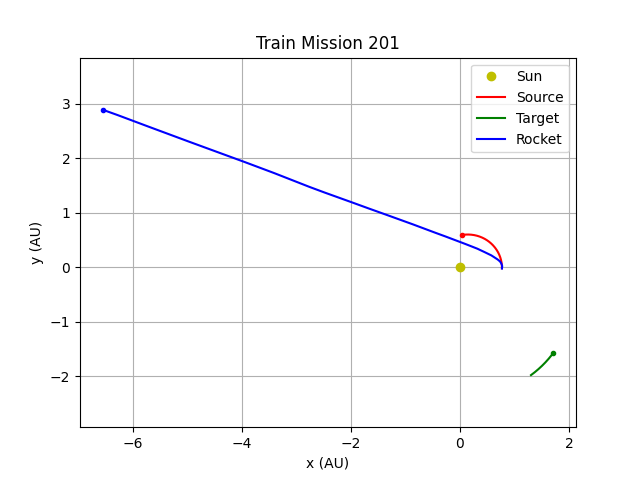 Train Mission 201
Sun
Source
Target
Rocket
3
2
1
0
−1
−2
y (AU)
−6
−4
−2
0
2
x (AU)